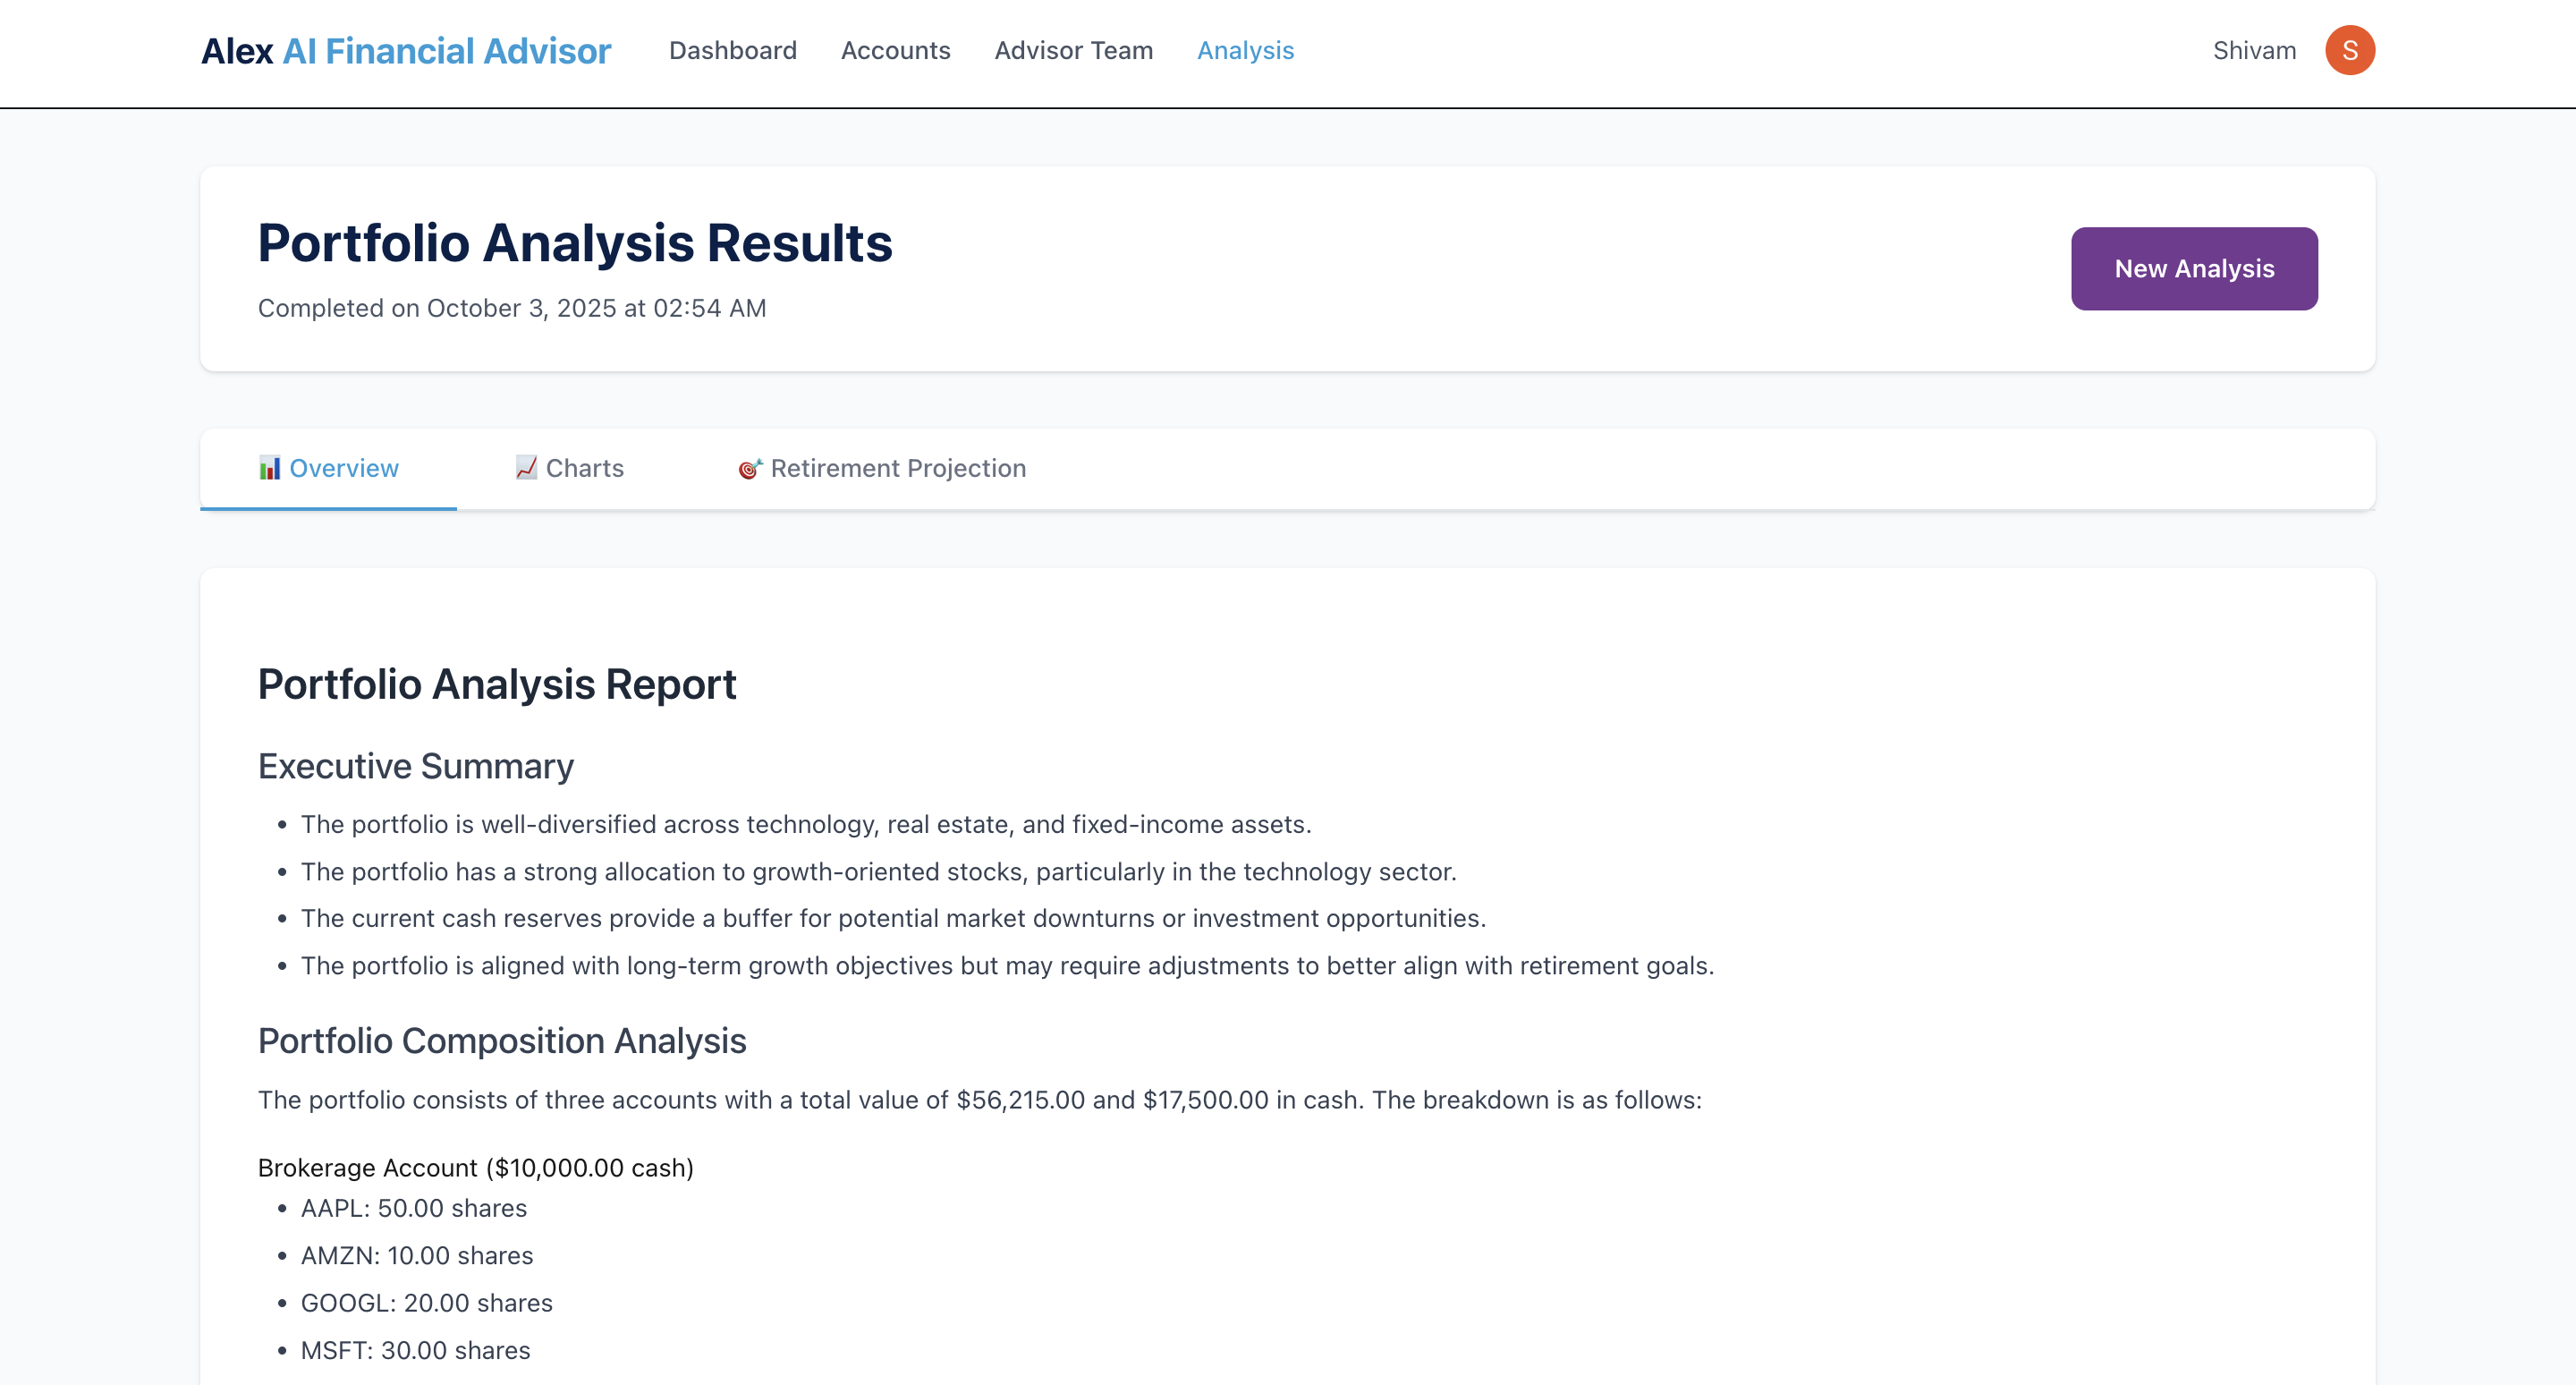 Alex AI Financial Advisor Dashboard Accounts Advisor Team Analysis Shivam S
Portfolio Analysis Results
Completed on October 3, 2025 at 02:54 AM
New Analysis
Overview Charts Retirement Projection
Portfolio Analysis Report
Executive Summary
• The portfolio is well-diversified across technology, real estate, and fixed-income assets.
• The portfolio has a strong allocation to growth-oriented stocks, particularly in the technology sector.
• The current cash reserves provide a buffer for potential market downturns or investment opportunities.
• The portfolio is aligned with long-term growth objectives but may require adjustments to better align with retirement goals.
Portfolio Composition Analysis
The portfolio consists of three accounts with a total value of $56,215.00 and $17,500.00 in cash. The breakdown is as follows:
Brokerage Account ($10,000.00 cash)
• AAPL: 50.00 shares
• AMZN: 10.00 shares
• GOOGL: 20.00 shares
• MSFT: 30.00 shares